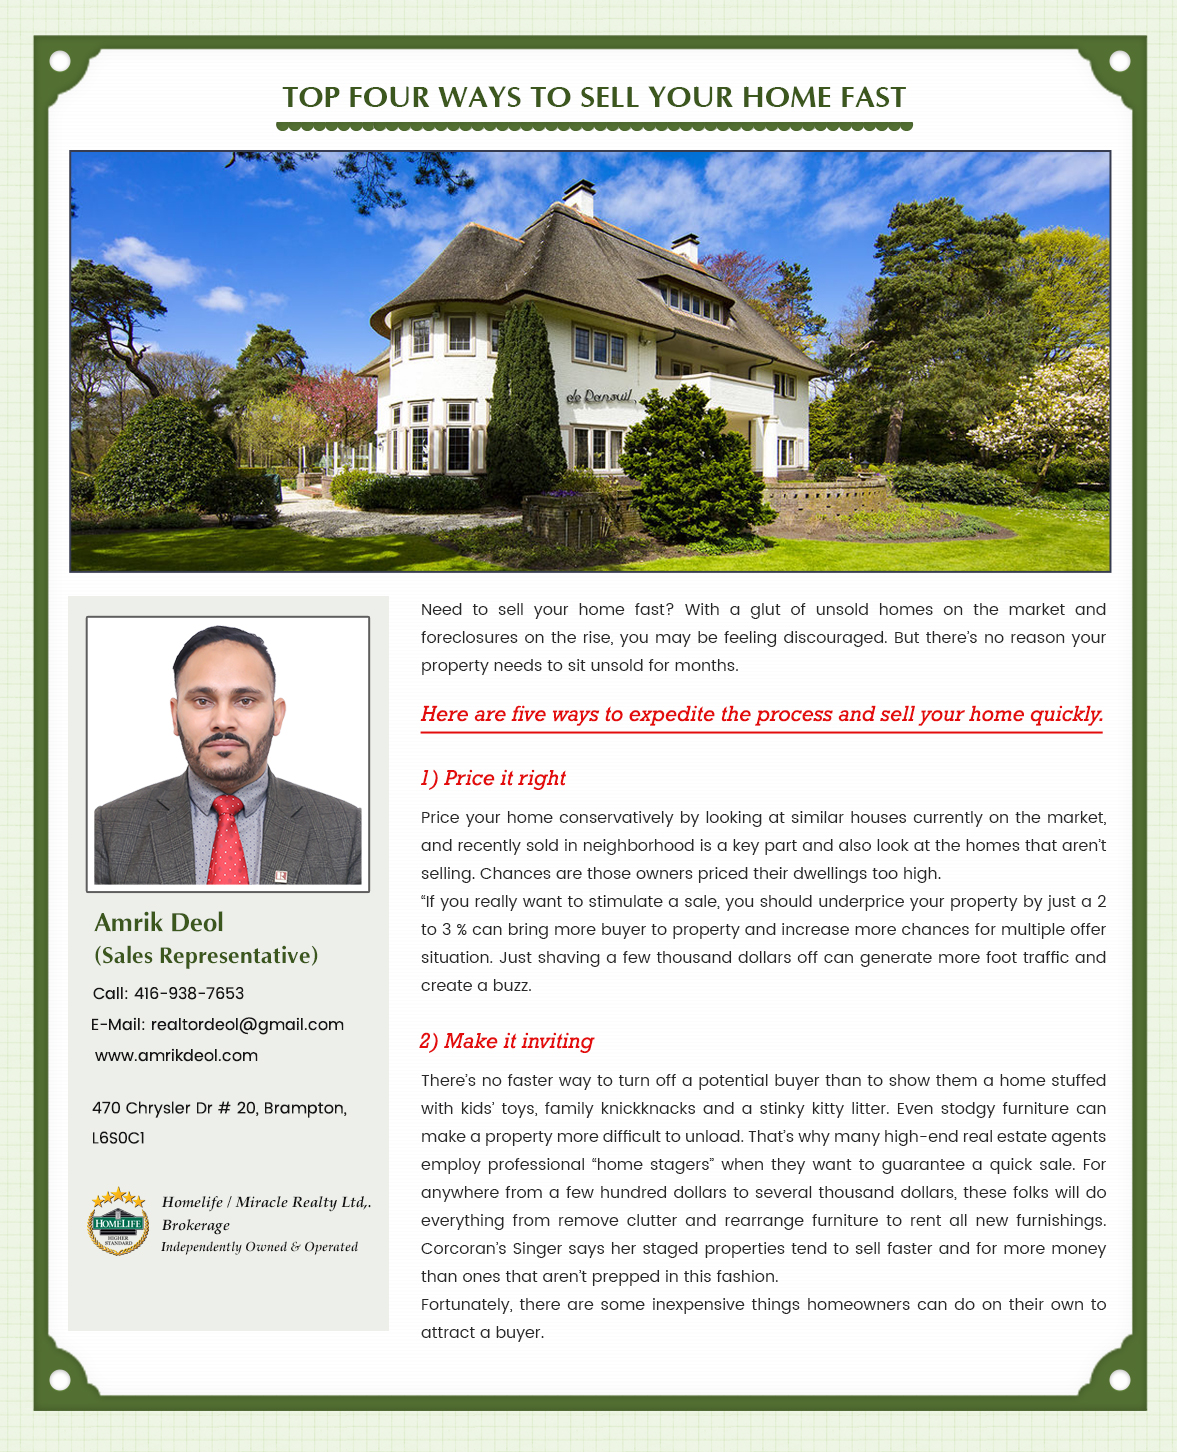 TOP FOUR WAYS TO SELL YOUR HOME FAST
Need to sell your home fast? With a glut of unsold homes on the market and
foreclosures on the rise, you may be feeling discouraged. But there's no reason your
property needs to sit unsold for months.
Here are five ways to expedite the process and sell your home quickly.
1) Price it right
Price your home conservatively by looking at similar houses currently on the market,
and recently sold in neighborhood is a key part and also look at the homes that aren't
selling. Chances are those owners priced their dwellings too high.
“If you really want to stimulate a sale, you should underprice your property by just a 2
to 3 % can bring more buyer to property and increase more chances for multiple offer
situation. Just shaving a few thousand dollars off can generate more foot traffic and
create a buzz.
2) Make it inviting
There's no faster way to turn off a potential buyer than to show them a home stuffed
with kids' toys, family knickknacks and a stinky kitty litter. Even stodgy furniture can
make a property more difficult to unload. That's why many high-end real estate agents
employ professional “home stagers” when they want to guarantee a quick sale. For
anywhere from a few hundred dollars to several thousand dollars, these folks will do
everything from remove clutter and rearrange furniture to rent all new furnishings.
Corcoran's Singer says her staged properties tend to sell faster and for more money
than ones that aren't prepped in this fashion.
Fortunately, there are some inexpensive things homeowners can do on their own to
attract a buyer.
Amrik Deol
(Sales Representative)
Call: 416-938-7653
E-Mail: realtordeol@gmail.com
www.amrikdeol.com
470 Chrysler Dr # 20, Brampton,
L6S0C1
HOMELIFE
HIGHER
STANDARD
Homelife / Miracle Realty Ltd,.
Brokerage
Independently Owned & Operated